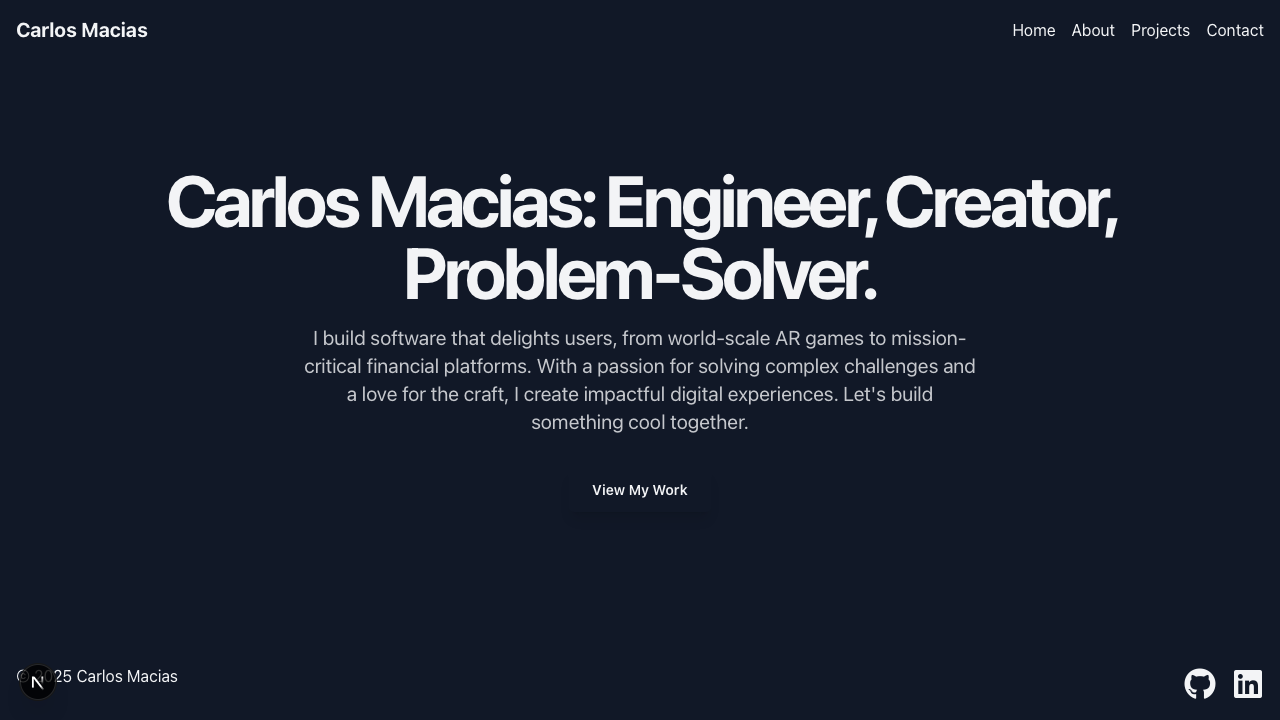 Carlos Macias
Home About Projects Contact
Carlos Macias: Engineer, Creator,
Problem-Solver.
I build software that delights users, from world-scale AR games to mission-
critical financial platforms. With a passion for solving complex challenges and
a love for the craft, I create impactful digital experiences. Let's build
something cool together.
View My Work
© 2025 Carlos Macias